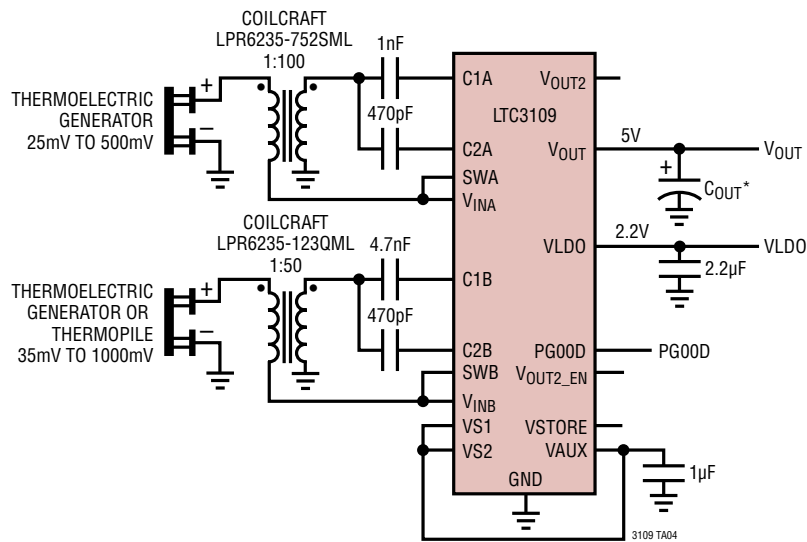 COILCRAFT
LPR6235-752SML
1:100
1nF
THERMOELECTRIC
GENERATOR
25mV TO 500mV
+
–
470pF
C1A
C2A
SWA
VINA
LTC3109
VOUT2
VOUT
5V
VOUT
+
COUT*
COILCRAFT
LPR6235-123QML
1:50
4.7nF
THERMOELECTRIC
GENERATOR OR
THERMOPILE
35mV TO 1000mV
+
–
470pF
C1B
C2B
SWB
VINB
VS1
VS2
VLDO
2.2V
VLDO
2.2µF
PG00D
PG00D
VOUT2_EN
VSTORE
VAUX
1µF
GND
3109 TA04